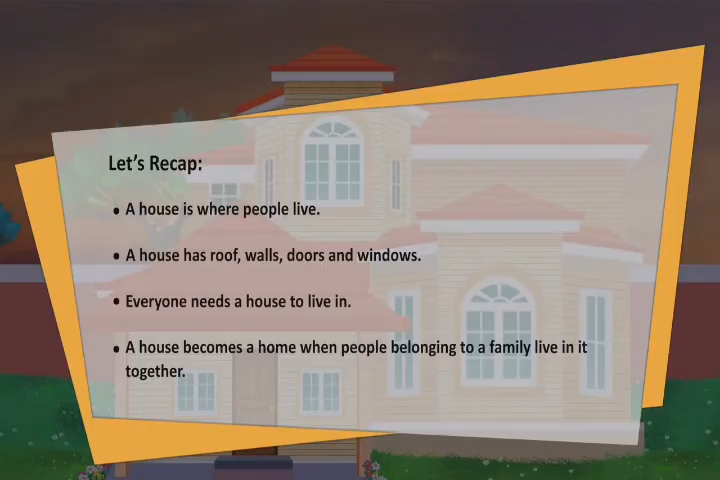 Let's Recap:
• A house is where people live.
• A house has roof, walls, doors and windows.
• Everyone needs a house to live in.
• A house becomes a home when people belonging to a family live in it
together.